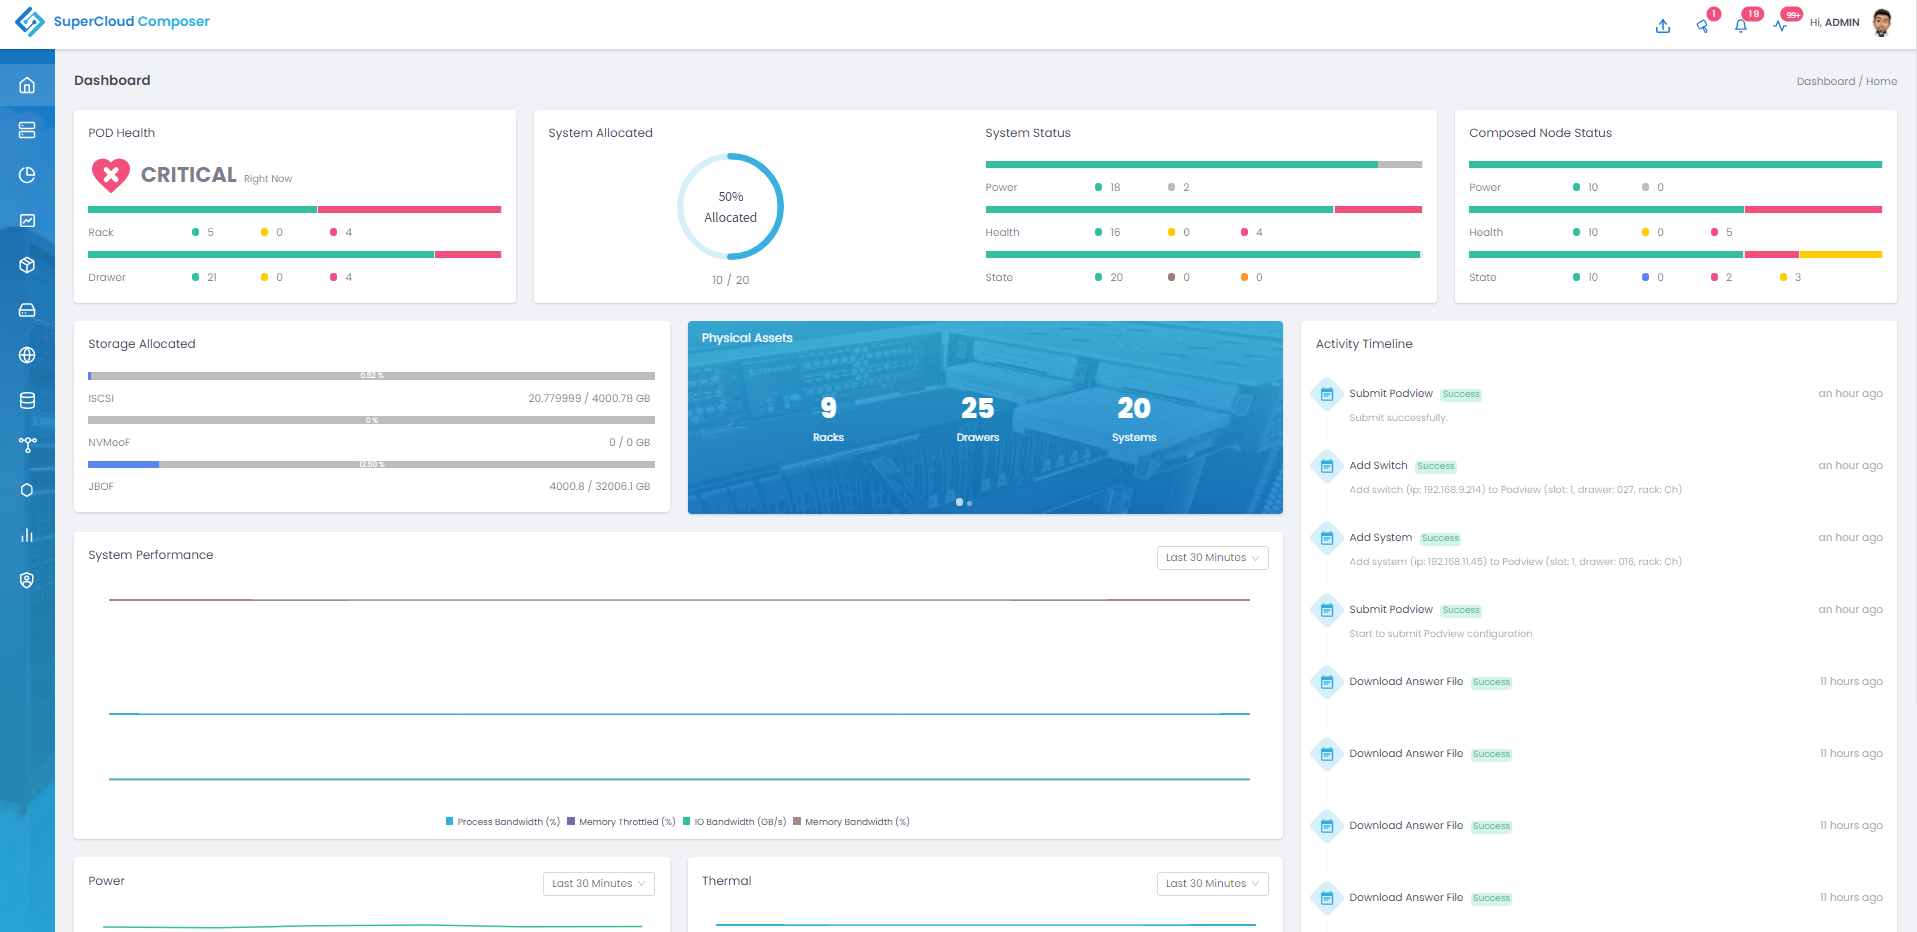 SuperCloud Composer
1
19
99+
Hi, ADMIN
Dashboard
Dashboard / Home
POD Health
CRITICAL Right Now
Rack 5 0 4
Drawer 21 0 4
System Allocated
50%
Allocated
10 / 20
System Status
Power 18 2
Health 16 0 4
State 20 0 0
Composed Node Status
Power 10 0
Health 10 0 5
State 10 0 2 3
Storage Allocated
0.52 %
ISCSI 20.779999 / 4000.78 GB
0 %
NVMeoF 0 / 0 GB
12.50 %
JBOF 4000.8 / 32006.1 GB
Physical Assets
9 25 20
Racks Drawers Systems
Activity Timeline
Submit Podview Success an hour ago
Submit successfully.
Add Switch Success an hour ago
Add switch (ip: 192.168.9.214) to Podview (slot: 1, drawer: 027, rack: Ch)
Add System Success an hour ago
Add system (ip: 192.168.11.45) to Podview (slot: 1, drawer: 016, rack: Ch)
Submit Podview Success an hour ago
Start to submit Podview configuration
Download Answer File Success 11 hours ago
Download Answer File Success 11 hours ago
Download Answer File Success 11 hours ago
Download Answer File Success 11 hours ago
System Performance
Last 30 Minutes
Process Bandwidth (%) Memory Throttled (%) IO Bandwidth (GB/s) Memory Bandwidth (%)
Power
Last 30 Minutes
Thermal
Last 30 Minutes